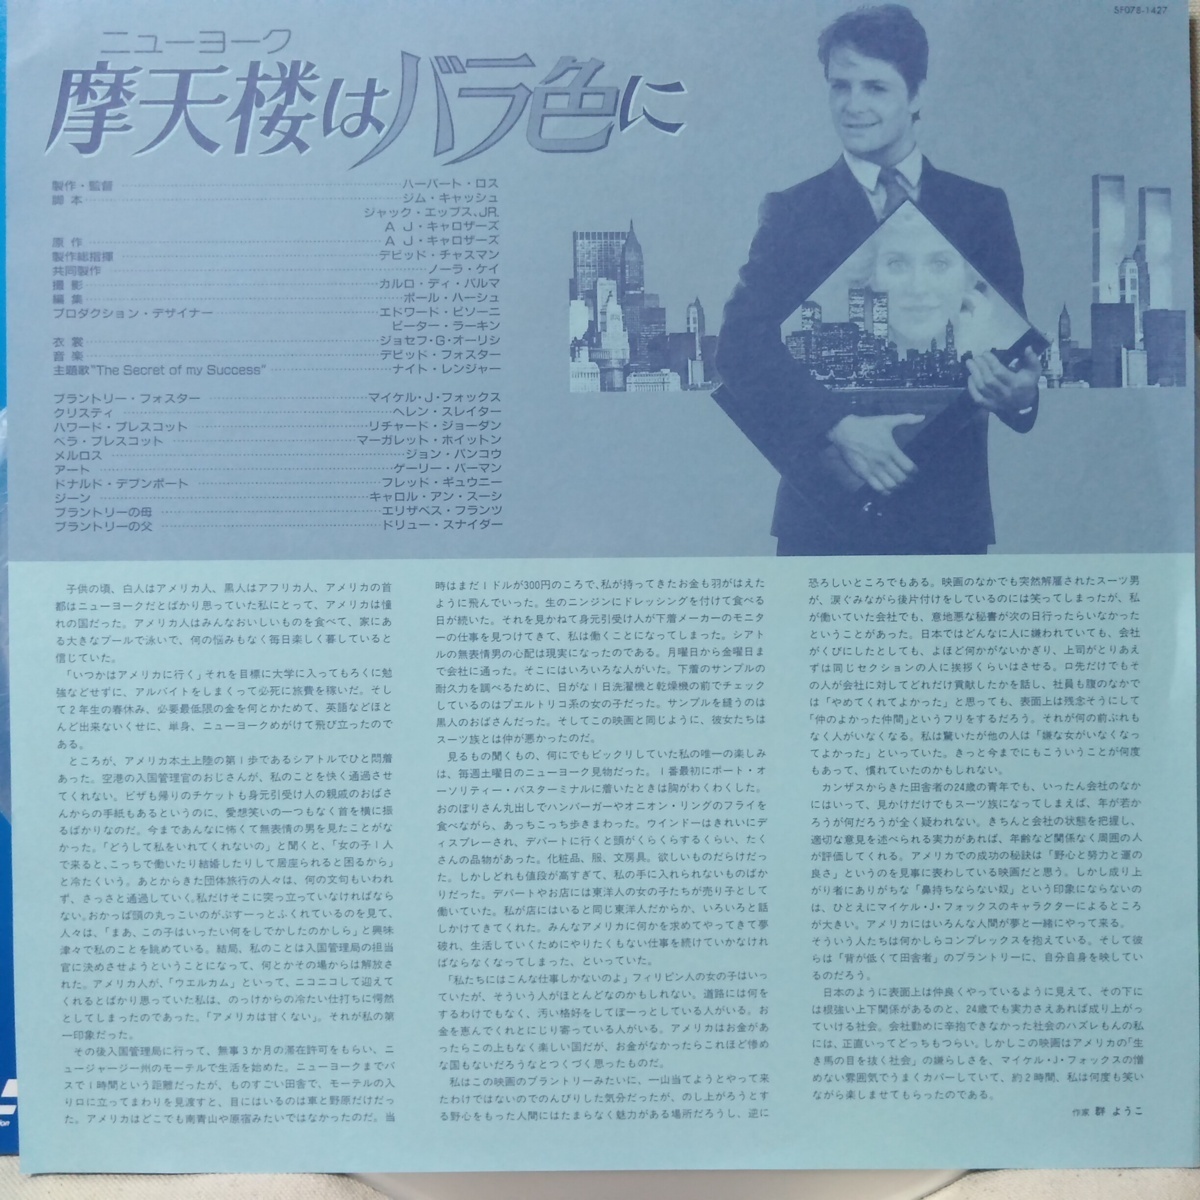 SF078-1427
ニューヨーク
摩天楼はバラ色に
製作・監督 ハーバート・ロス
脚本 ジム・キャッシュ
ジャック・エップス、JR.
A J・キャロザーズ
原作 A J・キャロザーズ
製作総指揮 デビッド・チャスマン
共同製作 ノーラ・ケイ
撮影 カルロ・ディ・パルマ
編集 ポール・ハーシュ
プロダクション・デザイナー エドワード・ピソーニ
ピーター・ラーキン
衣裳 ジョセフ・G・オーリシ
音楽 デビッド・フォスター
主題歌"The Secret of my Success" ナイト・レンジャー
ブラントリー・フォスター マイケル・J・フォックス
クリスティ ヘレン・スレイター
ハワード・プレスコット リチャード・ジョーダン
ベラ・プレスコット マーガレット・ホイットン
メルロス ジョン・パンコウ
アート ゲーリー・バーマン
ドナルド・デブンポート フレッド・ギュウニー
ジーン キャロル・アン・スーシ
ブラントリーの母 エリザベス・フランツ
ブラントリーの父 ドリュー・スナイダー
子供の頃、白人はアメリカ人、黒人はアフリカ人、アメリカの首
都はニューヨークだとばかり思っていた私にとって、アメリカは憧
れの国だった。アメリカ人はみんなおいしいものを食べて、家にあ
る大きなプールで泳いで、何の悩みもなく毎日楽しく暮していると
信じていた。
「いつかはアメリカに行く」それを目標に大学に入ってもろくに勉
強などせずに、アルバイトをしまくって必死に旅費を稼いだ。そし
て2年生の春休み、必要最低限の金を何とかためて、英語などほと
んど出来ないくせに、単身、ニューヨークめがけて飛び立ったので
ある。
ところが、アメリカ本土上陸の第1歩であるシアトルでひと悶着
あった。空港の入国管理官のおじさんが、私のことを快く通過させ
てくれない。ビザも帰りのチケットも身元引受け人の親戚のおばさ
んからの手紙もあるというのに、愛想笑いの一つもなく首を横に振
るばかりなのだ。今まであんなに怖くて無表情の男を見たことがな
かった。「どうして私をいれてくれないの」と聞くと、「女の子1人
で来ると、こっちで働いたり結婚したりして居座られると困るから」
と冷たくいう。あとからきた団体旅行の人々は、何の文句もいわれ
ず、さっさと通過していく。私だけそこに突っ立っていなければなら
ない。おかっぱ頭の丸っこいのがぶすーっとふくれているのを見て、
人々は、「まあ、この子はいったい何をしでかしたのかしら」と興味
津々で私のことを眺めている。結局、私のことは入国管理局の担当
官に決めさせようということになって、何とかその場からは解放さ
れた。アメリカ人が、「ウエルカム」といって、ニコニコして迎えて
くれるとばかり思っていた私は、のっけからの冷たい仕打ちに愕然
としてしまったのであった。「アメリカは甘くない」。それが私の第
一印象だった。
その後入国管理局に行って、無事3か月の滞在許可をもらい、ニ
ュージャージー州のモーテルで生活を始めた。ニューヨークまでバ
スで1時間という距離だったが、ものすごい田舎で、モーテルの入
り口に立ってまわりを見渡すと、目にはいるのは車と野原だけだっ
た。アメリカはどこでも南青山や原宿みたいではなかったのだ。当
時はまだ1ドルが300円のころで、私が持ってきたお金も羽がはえた
ように飛んでいった。生のニンジンにドレッシングを付けて食べる
日が続いた。それを見かねて身元引受け人が下着メーカーのモニタ
ーの仕事を見つけてきて、私は働くことになってしまった。シアト
ルの無表情男の心配は現実になったのである。月曜日から金曜日ま
で会社に通った。そこにはいろいろな人がいた。下着のサンプルの
耐久力を調べるために、日がな1日洗濯機と乾燥機の前でチェック
しているのはプエルトリコ系の女の子だった。サンプルを縫うのは
黒人のおばさんだった。そしてこの映画と同じように、彼女たちは
スーツ族とは仲が悪かったのだ。
見るもの聞くもの、何にでもビックリしていた私の唯一の楽しみ
は、毎週土曜日のニューヨーク見物だった。1番最初にポート・オ
ーソリティー・バスターミナルに着いたときは胸がわくわくした。
おのぼりさん丸出しでハンバーガーやオニオン・リングのフライを
食べながら、あっちこっち歩きまわった。ウインドーはきれいにデ
ィスプレーされ、デパートに行くと頭がくらくらするくらい、たく
さんの品物があった。化粧品、服、文房具。欲しいものだらけだっ
た。しかしどれも値段が高すぎて、私の手に入れられないものばか
りだった。デパートやお店には東洋人の女の子たちが売り子として
働いていた。私が店にはいると同じ東洋人だからか、いろいろと話
しかけてきてくれた。みんなアメリカに何かを求めてやってきて夢
破れ、生活していくためにやりたくもない仕事を続けていかなけれ
ばならなくなってしまった、といっていた。
「私たちにはこんな仕事しかないのよ」フィリピン人の女の子はいっ
ていたが、そういう人がほとんどなのかもしれない。道路には何を
するわけでもなく、汚い格好をしてぼーっとしている人がいる。お
金を恵んでくれとにじり寄っている人がいる。アメリカはお金があ
ったらこの上もなく楽しい国だが、お金がなかったらこれほど惨め
な国もないだろうなとつくづく思ったものだ。
私はこの映画のブラントリーみたいに、一山当てようとやって来
たわけではないのでのんびりした気分だったが、のし上がろうとす
る野心をもった人間にはたまらなく魅力がある場所だろうし、逆に
恐ろしいところでもある。映画のなかでも突然解雇されたスーツ男
が、涙ぐみながら後片付けをしているのには笑ってしまったが、私
が働いていた会社でも、意地悪な秘書が次の日行ったらいなかった
ということがあった。日本ではどんなに人に嫌われていても、会社
がくびにしたとしても、よほど何かがないかぎり、上司がとりあえ
ずは同じセクションの人に挨拶くらいはさせる。口先だけでもそ
の人が会社に対してどれだけ貢献したかを話し、社員も腹のなかで
は「やめてくれてよかった」と思っても、表面上は残念そうにして
「仲のよかった仲間」というフリをするだろう。それが何の前ぶれも
なく人がいなくなる。私は驚いたが他の人は「嫌な女がいなくなっ
てよかった」といっていた。きっと今までにもこういうことが何度
もあって、慣れていたのかもしれない。
カンザスからきた田舎者の24歳の青年でも、いったん会社のなか
にはいって、見かけだけでもスーツ族になってしまえば、年が若か
ろうが何だろうが全く疑われない。きちんと会社の状態を把握し、
適切な意見を述べられる実力があれば、年齢など関係なく周囲の人
が評価してくれる。アメリカでの成功の秘訣は「野心と努力と運の
良さ」というのを見事に表わしている映画だと思う。しかし成り上
がり者にありがちな「鼻持ちならない奴」という印象にならないの
は、ひとえにマイケル・J・フォックスのキャラクターによるところ
が大きい。アメリカにはいろんな人間が夢と一緒にやって来る。
そういう人たちは何かしらコンプレックスを抱えている。そして彼
らは「背が低くて田舎者」のブラントリーに、自分自身を映してい
るのだろう。
日本のように表面上は仲良くやっているように見えて、その下に
は根強い上下関係があるのと、24歳でも実力さえあれば成り上がっ
ていける社会。会社勤めに辛抱できなかった社会のハズレもんの私
には、正直いってどっちもつらい。しかしこの映画はアメリカの「生
き馬の目を抜く社会」の嫌らしさを、マイケル・J・フォックスの憎
めない雰囲気でうまくカバーしていて、約2時間、私は何度も笑い
ながら楽しませてもらったのである。
作家 群 ようこ